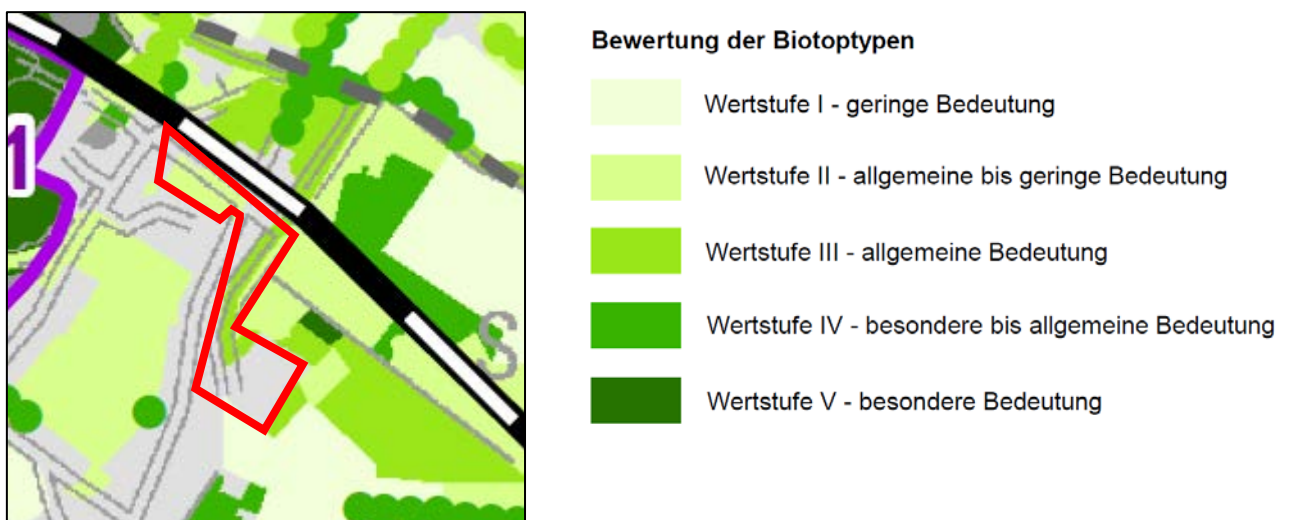 1
S
Bewertung der Biotoptypen
Wertstufe I - geringe Bedeutung
Wertstufe II - allgemeine bis geringe Bedeutung
Wertstufe III - allgemeine Bedeutung
Wertstufe IV - besondere bis allgemeine Bedeutung
Wertstufe V - besondere Bedeutung